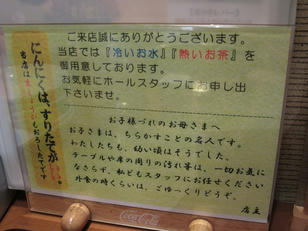 ご来店誠にありがとうございます。
当店では『冷いお水』『熱いお茶』を
御用意しております。
お気軽にホールスタッフにお申し出
下さいませ。
お子様づれのお母さまへ
お子さまは、ちらかすことの名人です。
わたしたちも、幼い頃はそうでした。
テーブルや席の周りの汚れ等は、一切お気に
なさらず、私どもスタッフにお任せください
外食の時くらいは、ごゆっくりどうぞ。
店主
にんにくは、すりたてが
Coca-Cola